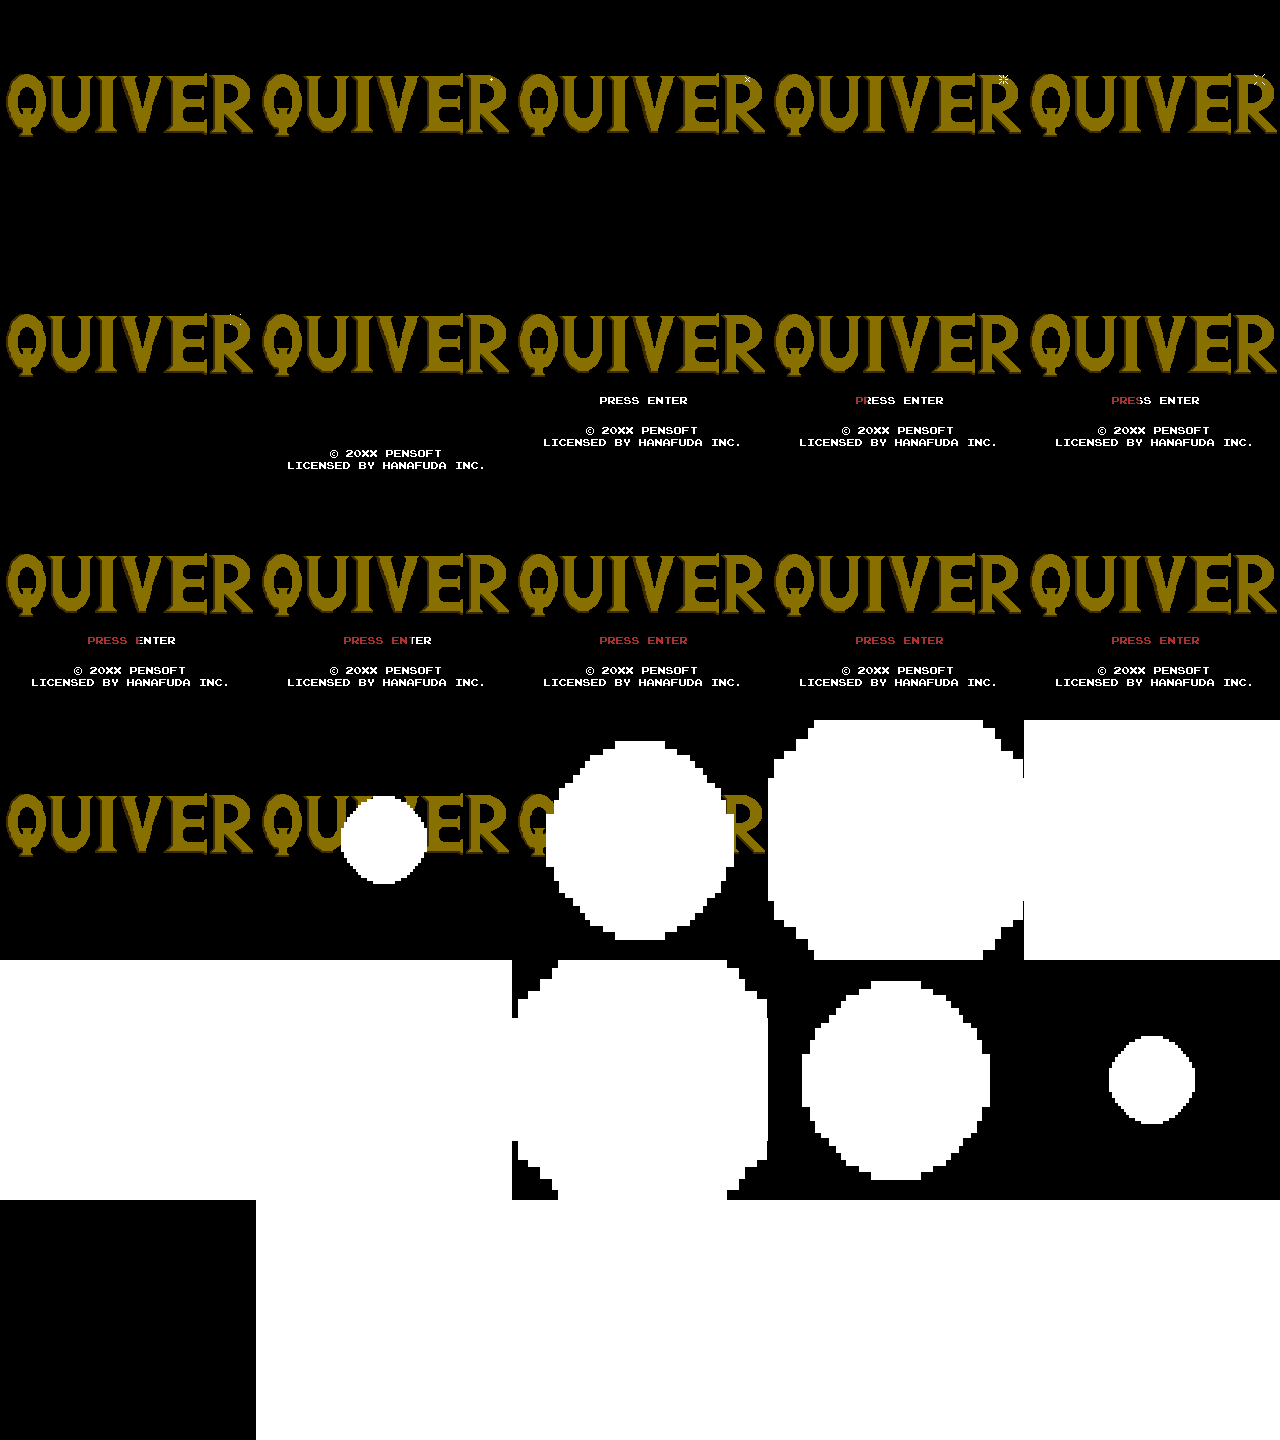 QUIVER QUIVER QUIVER QUIVER QUIVER
QUIVER QUIVER QUIVER QUIVER QUIVER
PRESS ENTER PRESS ENTER PRESS ENTER
© 20XX PENSOFT © 20XX PENSOFT © 20XX PENSOFT
LICENSED BY HANAFUDA INC. LICENSED BY HANAFUDA INC. LICENSED BY HANAFUDA INC.
© 20XX PENSOFT
LICENSED BY HANAFUDA INC.
QUIVER QUIVER QUIVER QUIVER QUIVER
PRESS ENTER PRESS ENTER PRESS ENTER PRESS ENTER PRESS ENTER
© 20XX PENSOFT © 20XX PENSOFT © 20XX PENSOFT © 20XX PENSOFT © 20XX PENSOFT
LICENSED BY HANAFUDA INC. LICENSED BY HANAFUDA INC. LICENSED BY HANAFUDA INC. LICENSED BY HANAFUDA INC. LICENSED BY HANAFUDA INC.
QUIVER QU ER Q R